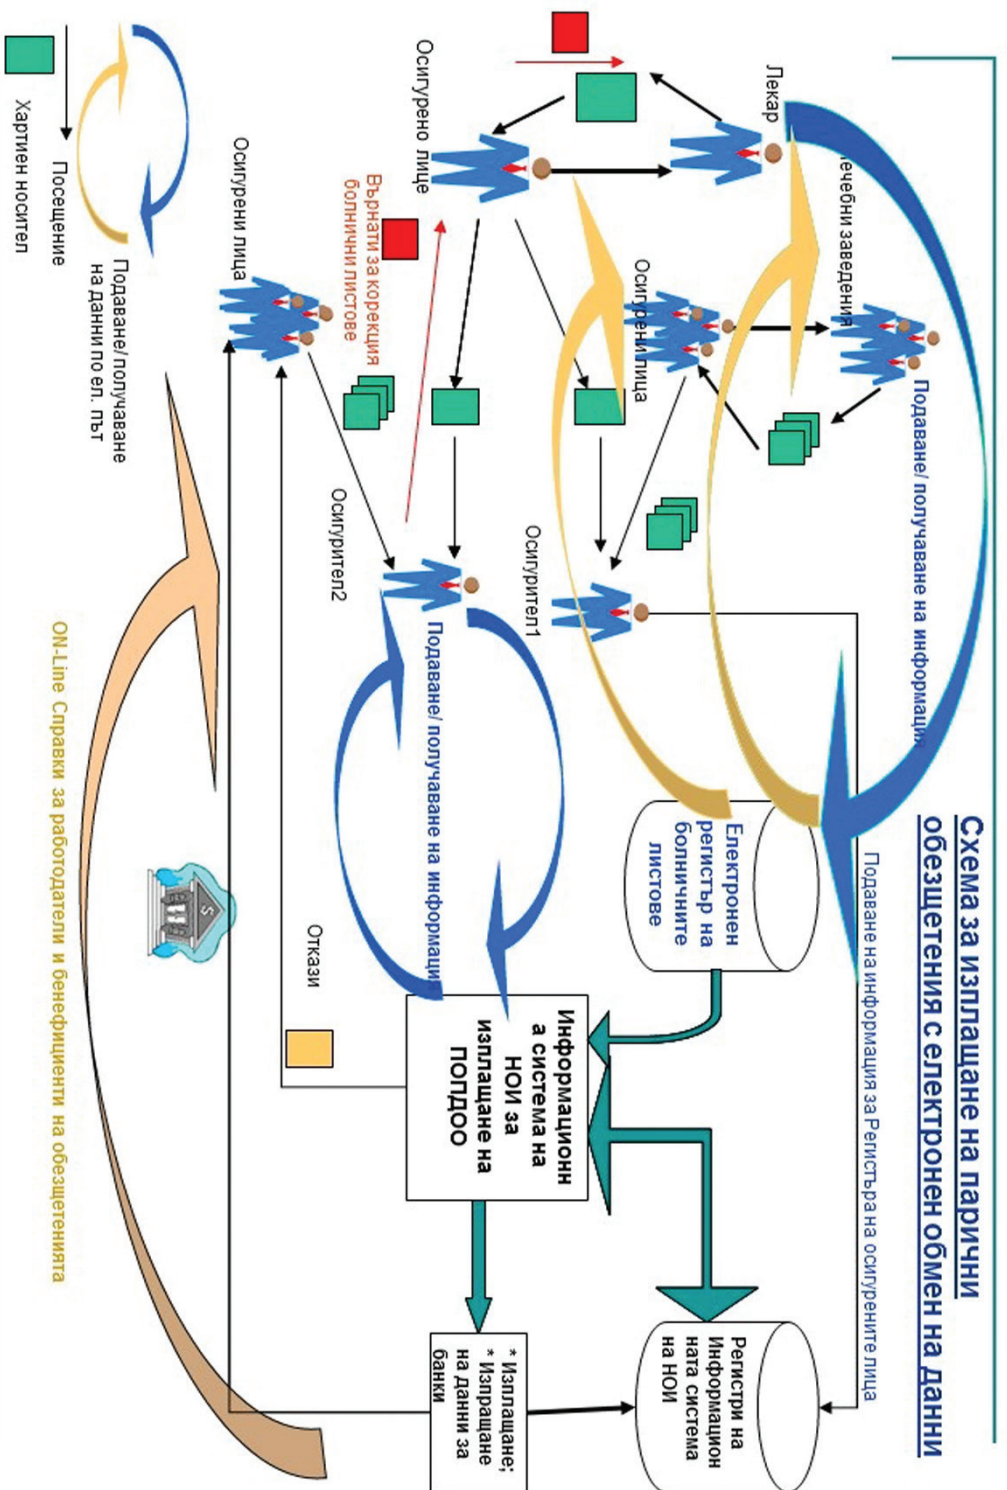 Схема за изплащане на парични
обезщетения с електронен обмен на данни
Подаване/ получаване на информация
Подаване на информация за Регистъра на осигурените лица
Лекар
ечебни заведения
Осигурени лица
Осигурено лице
Осигурител1
Електронен
регистър на
болничните
листове
Регистри на
Информацион
ната система
на НОИ
Върнати за корекция
болнични листове
Осигурител2
Подаване/ получаване на информация
Информационн
а система на
НОИ за
изплащане на
ПОПДОО
* Изплащане;
* Изпращане
на данни за
банки
Осигурени лица
Откази
S
Подаване/ получаване
на данни по ел. път
Посещение
Хартиен носител
ON-Line Справки за работодатели и бенефициенти на обезщетенията